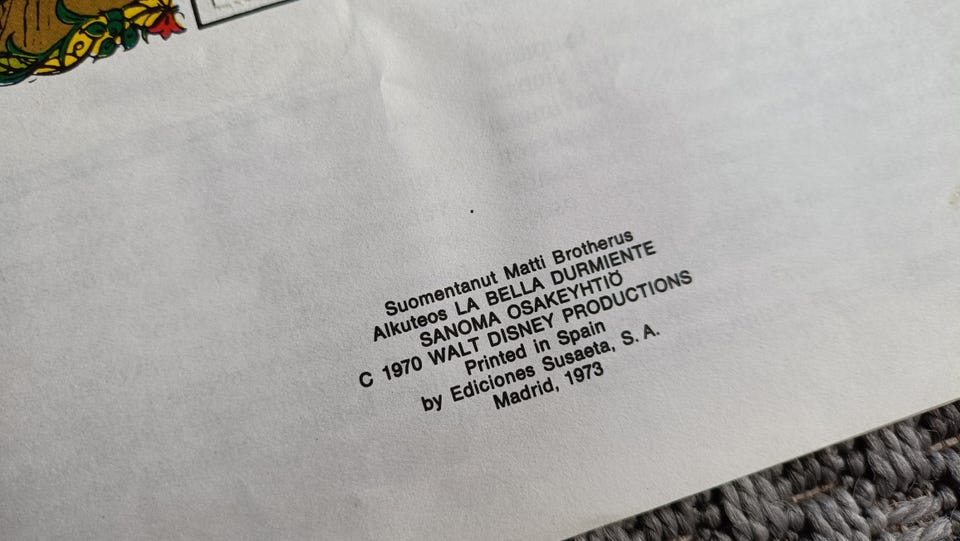 Suomentanut Matti Brotherus
Alkuteos LA BELLA DURMIENTE
SANOMA OSAKEYHTIÖ
C 1970 WALT DISNEY PRODUCTIONS
Printed in Spain
by Ediciones Susaeta, S. A.
Madrid, 1973